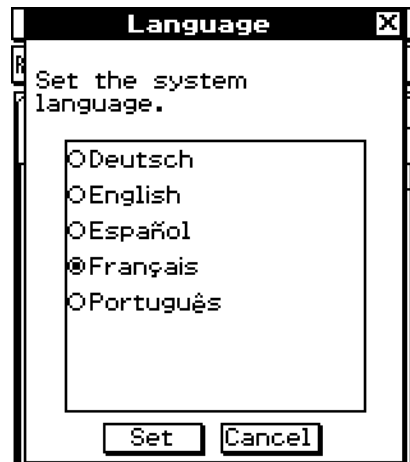 Language
Set the system
language.
Deutsch
English
Español
Français
Português
Set Cancel